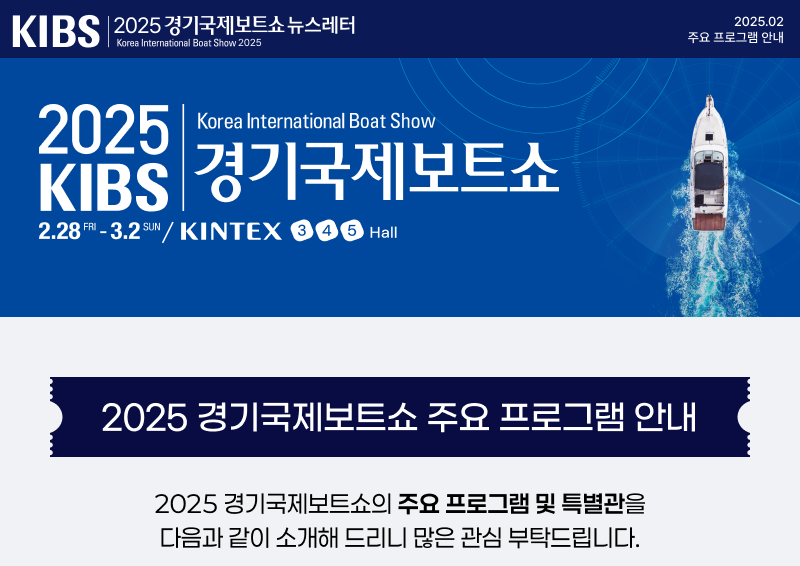 KIBS 2025 경기국제보트쇼 뉴스레터
Korea International Boat Show 2025
2025.02
주요 프로그램 안내
2025 KIBS
Korea International Boat Show
경기국제보트쇼
2.28 FRI - 3.2 SUN / KINTEX 3 4 5 Hall
2025 경기국제보트쇼 주요 프로그램 안내
2025 경기국제보트쇼의 주요 프로그램 및 특별관을
다음과 같이 소개해 드리니 많은 관심 부탁드립니다.